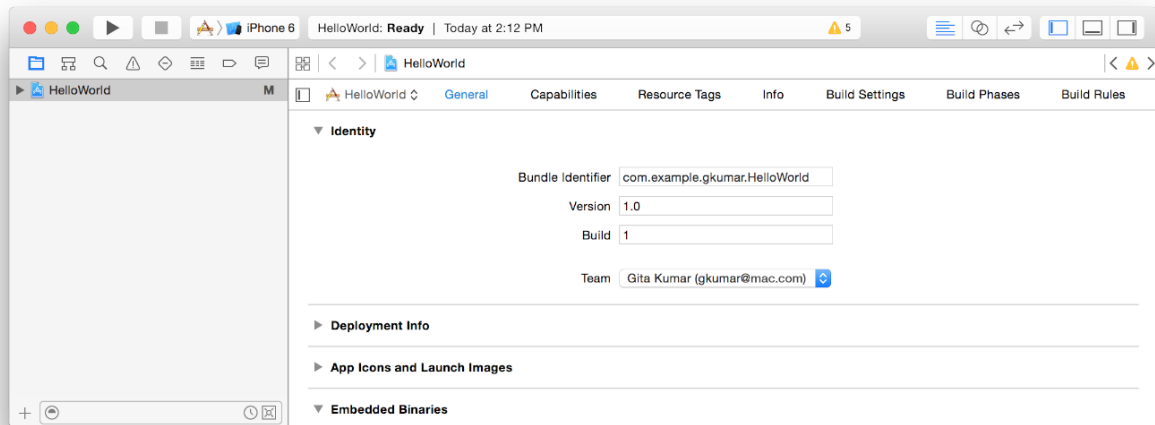 iPhone 6
HelloWorld: Ready | Today at 2:12 PM
5
HelloWorld
M
HelloWorld
HelloWorld
General
Capabilities
Resource Tags
Info
Build Settings
Build Phases
Build Rules
Identity
Bundle Identifier com.example.gkumar.HelloWorld
Version 1.0
Build 1
Team Gita Kumar (gkumar@mac.com)
Deployment Info
App Icons and Launch Images
Embedded Binaries